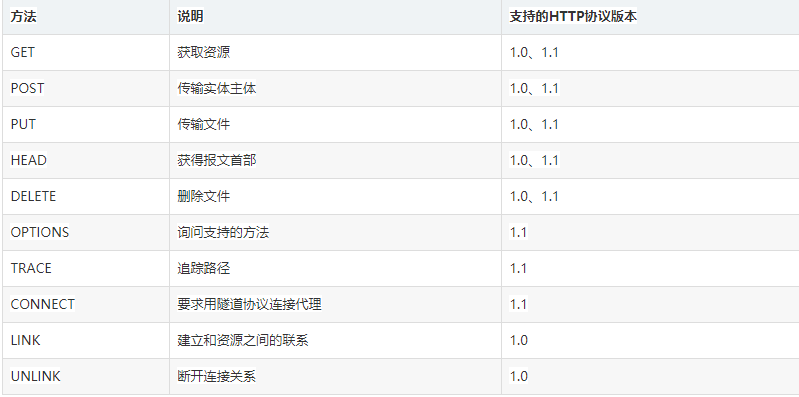 方法 说明 支持的HTTP协议版本
GET 获取资源 1.0、1.1
POST 传输实体主体 1.0、1.1
PUT 传输文件 1.0、1.1
HEAD 获得报文首部 1.0、1.1
DELETE 删除文件 1.0、1.1
OPTIONS 询问支持的方法 1.1
TRACE 追踪路径 1.1
CONNECT 要求用隧道协议连接代理 1.1
LINK 建立和资源之间的联系 1.0
UNLINK 断开连接关系 1.0